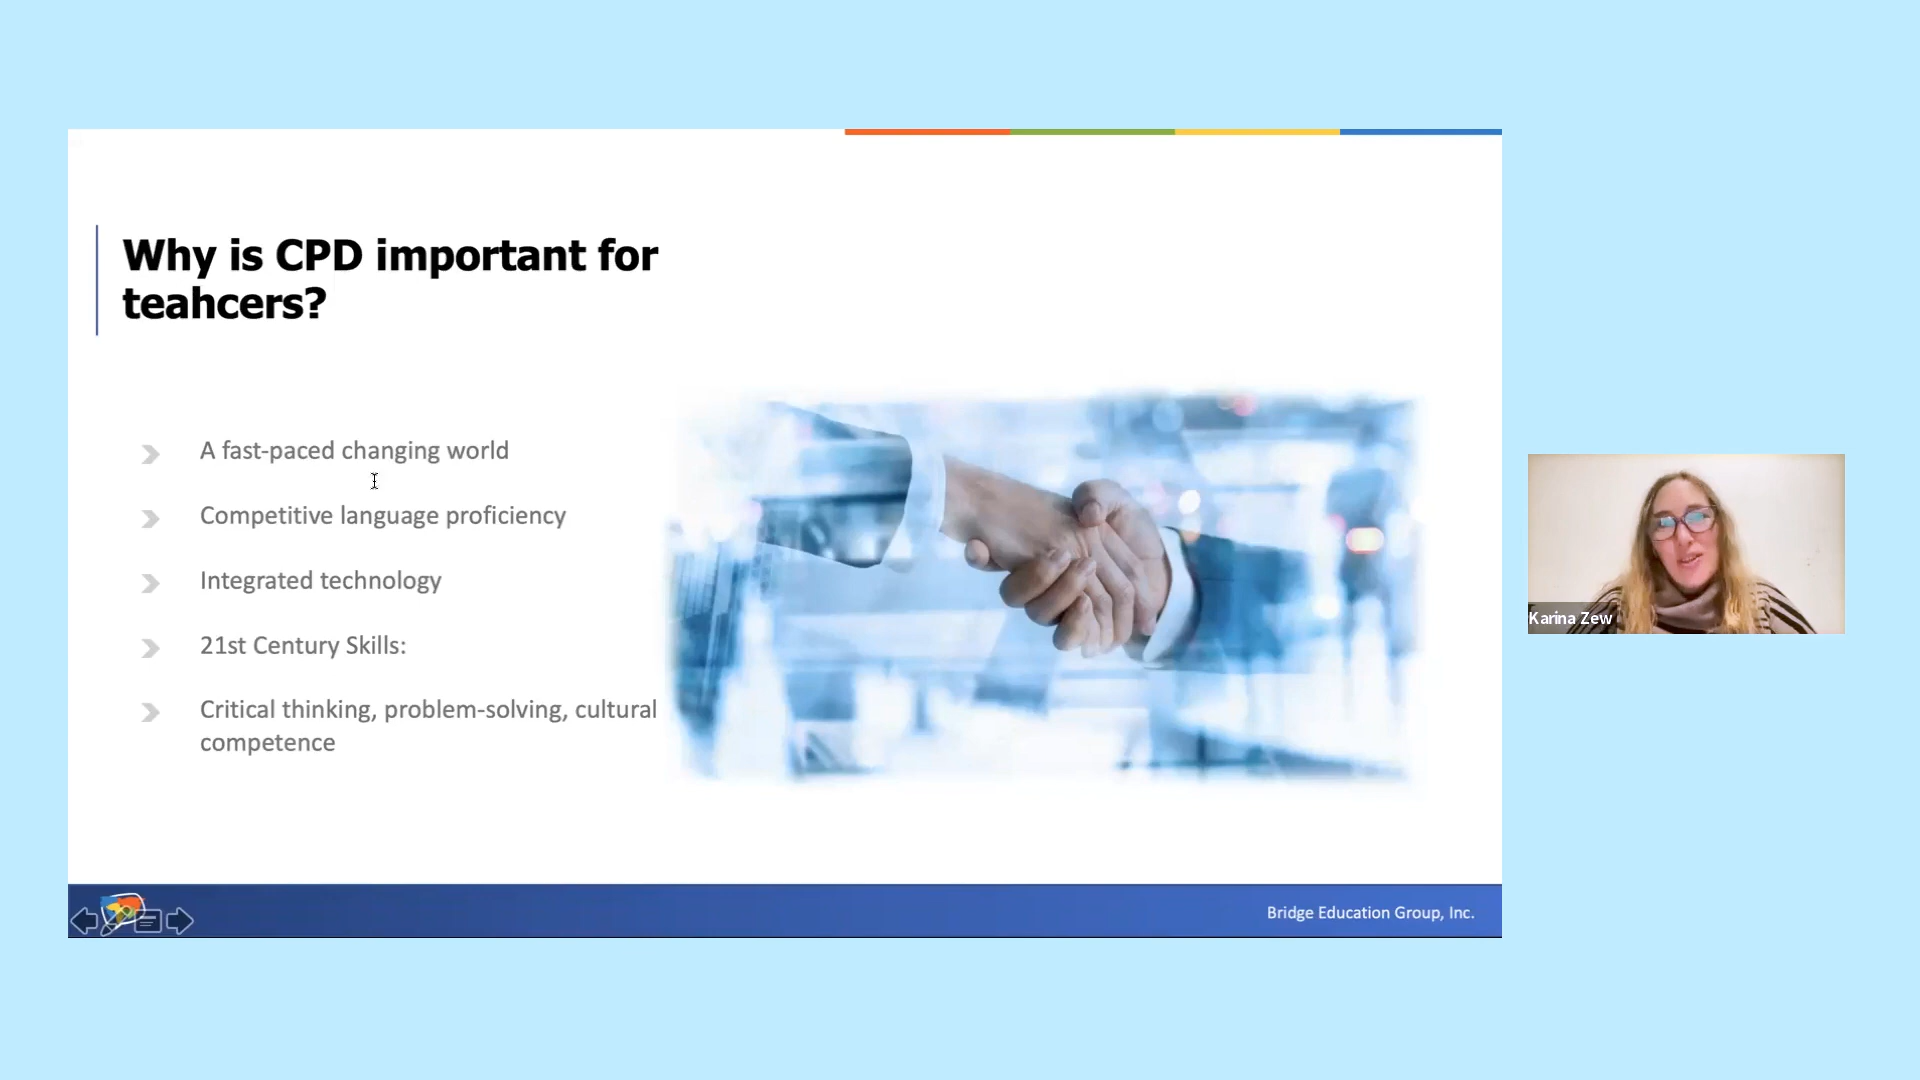 Why is CPD important for
teahcers?
A fast-paced changing world
Competitive language proficiency
Integrated technology
21st Century Skills:
Critical thinking, problem-solving, cultural
competence
Karina Zew
Bridge Education Group, Inc.